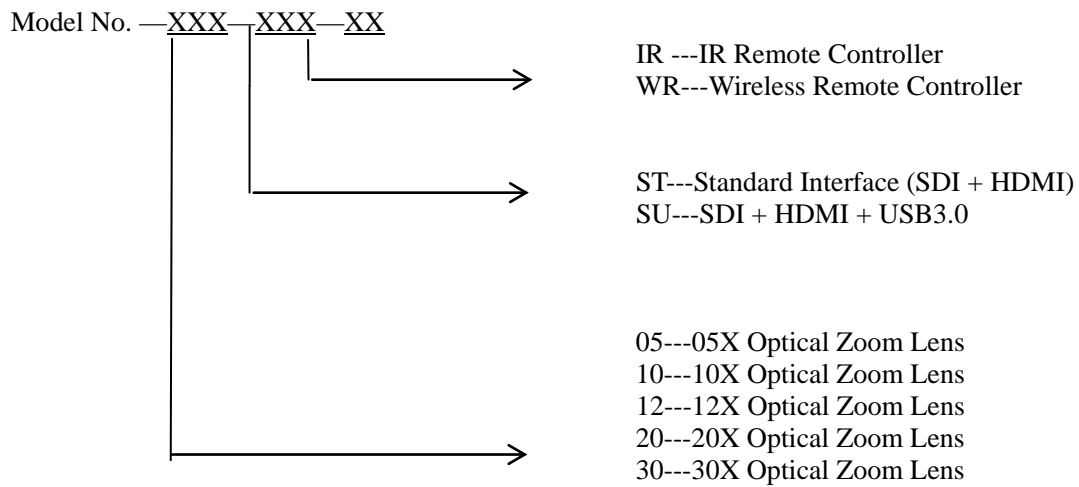 Model No. —XXX—XXX—XX
IR ---IR Remote Controller
WR---Wireless Remote Controller
ST---Standard Interface (SDI + HDMI)
SU---SDI + HDMI + USB3.0
05---05X Optical Zoom Lens
10---10X Optical Zoom Lens
12---12X Optical Zoom Lens
20---20X Optical Zoom Lens
30---30X Optical Zoom Lens